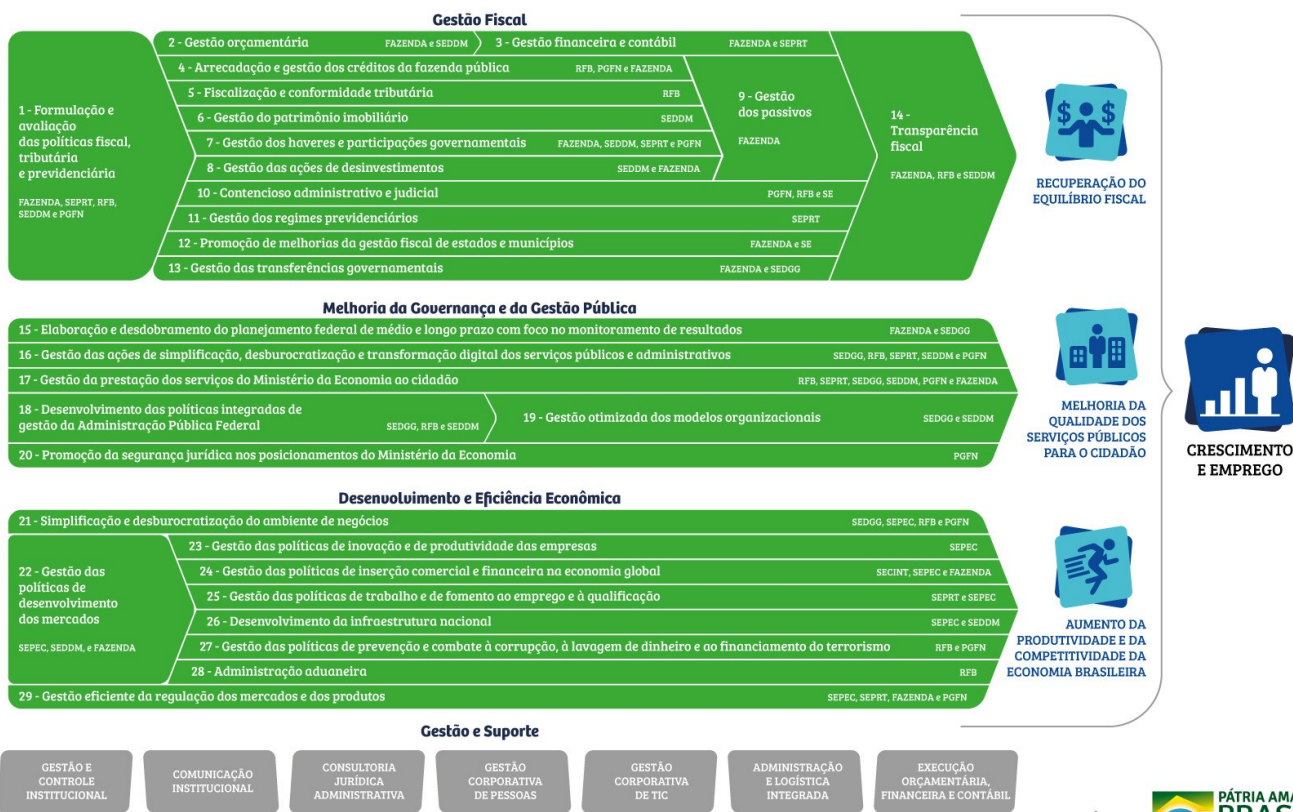 Gestão Fiscal
1 - Formulação e
avaliação
das políticas fiscal,
tributária
e previdenciária
FAZENDA, SEPRT, RFB,
SEDDM e PGFN
2 - Gestão orçamentária FAZENDA e SEDDM
3 - Gestão financeira e contábil FAZENDA e SEPRT
4 - Arrecadação e gestão dos créditos da fazenda pública RFB, PGFN e FAZENDA
5 - Fiscalização e conformidade tributária RFB
6 - Gestão do patrimônio imobiliário SEDDM
7 - Gestão dos haveres e participações governamentais FAZENDA, SEDDM, SEPRT e PGFN
8 - Gestão das ações de desinvestimentos SEDDM e FAZENDA
9 - Gestão
dos passivos
FAZENDA
10 - Contencioso administrativo e judicial PGFN, RFB e SE
11 - Gestão dos regimes previdenciários SEPRT
12 - Promoção de melhorias da gestão fiscal de estados e municípios FAZENDA e SE
13 - Gestão das transferências governamentais FAZENDA e SEDGG
14 -
Transparência
fiscal
FAZENDA, RFB e SEDDM
RECUPERAÇÃO DO
EQUILÍBRIO FISCAL
Melhoria da Governança e da Gestão Pública
15 - Elaboração e desdobramento do planejamento federal de médio e longo prazo com foco no monitoramento de resultados FAZENDA e SEDGG
16 - Gestão das ações de simplificação, desburocratização e transformação digital dos serviços públicos e administrativos SEDGG, RFB, SEPRT, SEDDM e PGFN
17 - Gestão da prestação dos serviços do Ministério da Economia ao cidadão RFB, SEPRT, SEDGG, SEDDM, PGFN e FAZENDA
18 - Desenvolvimento das políticas integradas de
gestão da Administração Pública Federal SEDGG, RFB e SEDDM
19 - Gestão otimizada dos modelos organizacionais SEDGG e SEDDM
20 - Promoção da segurança jurídica nos posicionamentos do Ministério da Economia PGFN
MELHORIA DA
QUALIDADE DOS
SERVIÇOS PÚBLICOS
PARA O CIDADÃO
CRESCIMENTO
E EMPREGO
Desenvolvimento e Eficiência Econômica
21 - Simplificação e desburocratização do ambiente de negócios SEDGG, SEPEC, RFB e PGFN
22 - Gestão das
políticas de
desenvolvimento
dos mercados
SEPEC, SEDDM, e FAZENDA
23 - Gestão das políticas de inovação e de produtividade das empresas SEPEC
24 - Gestão das políticas de inserção comercial e financeira na economia global SECINT, SEPEC e FAZENDA
25 - Gestão das políticas de trabalho e de fomento ao emprego e à qualificação SEPRT e SEPEC
26 - Desenvolvimento da infraestrutura nacional SEPEC e SEDDM
27 - Gestão das políticas de prevenção e combate à corrupção, à lavagem de dinheiro e ao financiamento do terrorismo RFB e PGFN
28 - Administração aduaneira RFB
29 - Gestão eficiente da regulação dos mercados e dos produtos SEPEC, SEPRT, FAZENDA e PGFN
AUMENTO DA
PRODUTIVIDADE E DA
COMPETITIVIDADE DA
ECONOMIA BRASILEIRA
Gestão e Suporte
GESTÃO E
CONTROLE
INSTITUCIONAL
COMUNICAÇÃO
INSTITUCIONAL
CONSULTORIA
JURÍDICA
ADMINISTRATIVA
GESTÃO
CORPORATIVA
DE PESSOAS
GESTÃO
CORPORATIVA
DE TIC
ADMINISTRAÇÃO
E LOGÍSTICA
INTEGRADA
EXECUÇÃO
ORÇAMENTÁRIA,
FINANCEIRA E CONTÁBIL
PÁTRIA AMA